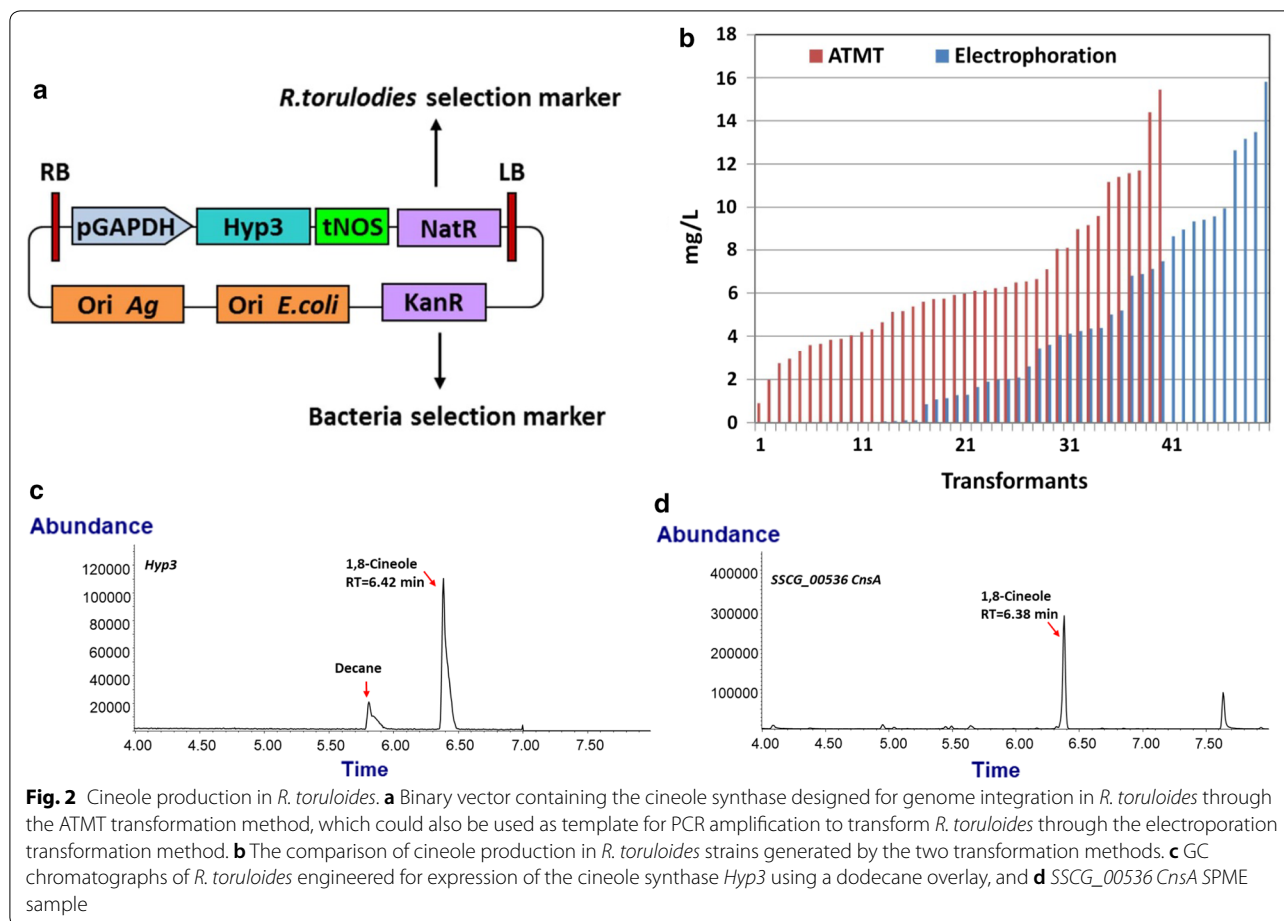 a
R.torulodies selection marker
RB
LB
pGAPDH
Hyp3
tNOS
NatR
Ori Ag
Ori E.coli
KanR
Bacteria selection marker
b
ATMT
Electrophoration
18
16
14
12
10
8
6
4
2
0
mg/L
1
11
21
31
41
Transformants
c
Abundance
Hyp3
1,8-Cineole
RT=6.42 min
Decane
120000
100000
80000
60000
40000
20000
4.00
5.00
6.00
6.50
7.00
7.50
Time
d
Abundance
SSCG_00536 CnsA
1,8-Cineole
RT=6.38 min
400000
300000
200000
100000
4.00
4.50
5.00
5.50
6.00
6.50
7.00
7.50
Time
Fig. 2 Cineole production in R. toruloides. a Binary vector containing the cineole synthase designed for genome integration in R. toruloides through
the ATMT transformation method, which could also be used as template for PCR amplification to transform R. toruloides through the electroporation
transformation method. b The comparison of cineole production in R. toruloides strains generated by the two transformation methods. c GC
chromatographs of R. toruloides engineered for expression of the cineole synthase Hyp3 using a dodecane overlay, and d SSCG_00536 CnsA SPME
sample